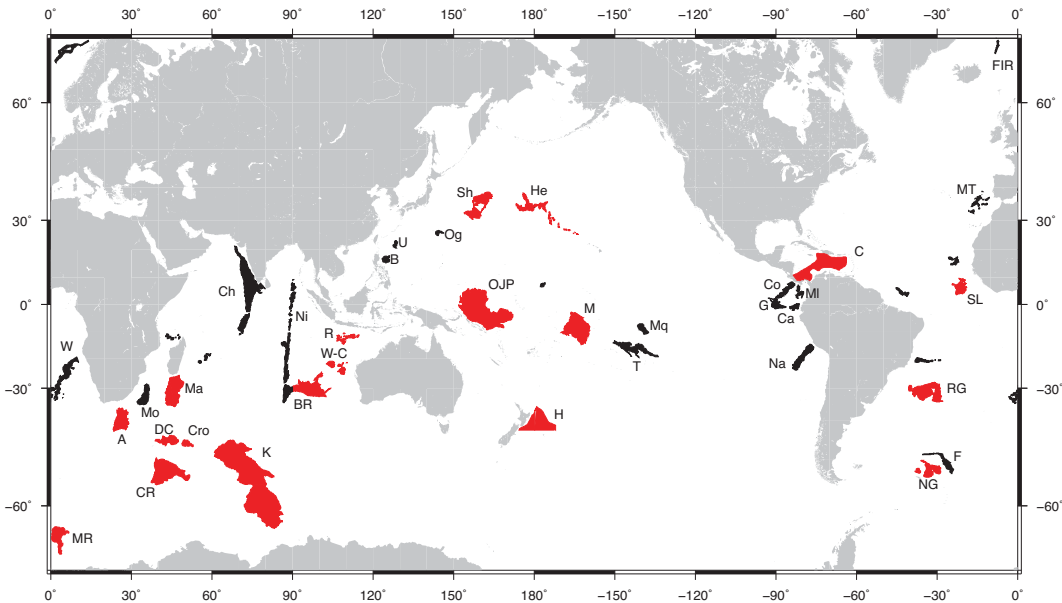 0° 30° 60° 90° 120° 150° 180° −150° −120° −90° −60° −30° 0°
FIR
60° 60°
Sh He MT
30° 30°
Og
U
B C
Ch OJP Co Ml SL
0° G 0°
Ni M Ca
R Mq
W W-C T Na
−30° Ma BR RG −30°
Mo H
A DC Cro
K F
CR NG
−60° −60°
MR
0° 30° 60° 90° 120° 150° 180° −150° −120° −90° −60° −30° 0°